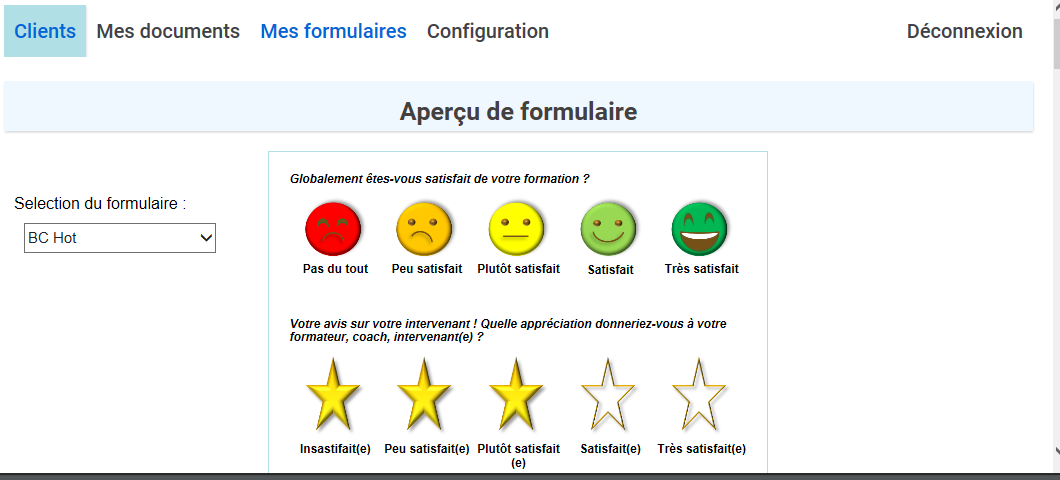 Clients Mes documents Mes formulaires Configuration Déconnexion
Aperçu de formulaire
Selection du formulaire :
BC Hot
Globalement êtes-vous satisfait de votre formation ?
Pas du tout Peu satisfait Plutôt satisfait Satisfait Très satisfait
Votre avis sur votre intervenant ! Quelle appréciation donneriez-vous à votre
formateur, coach, intervenant(e) ?
Insastifait(e) Peu satisfait(e) Plutôt satisfait Satisfait(e) Très satisfait(e)
(e)